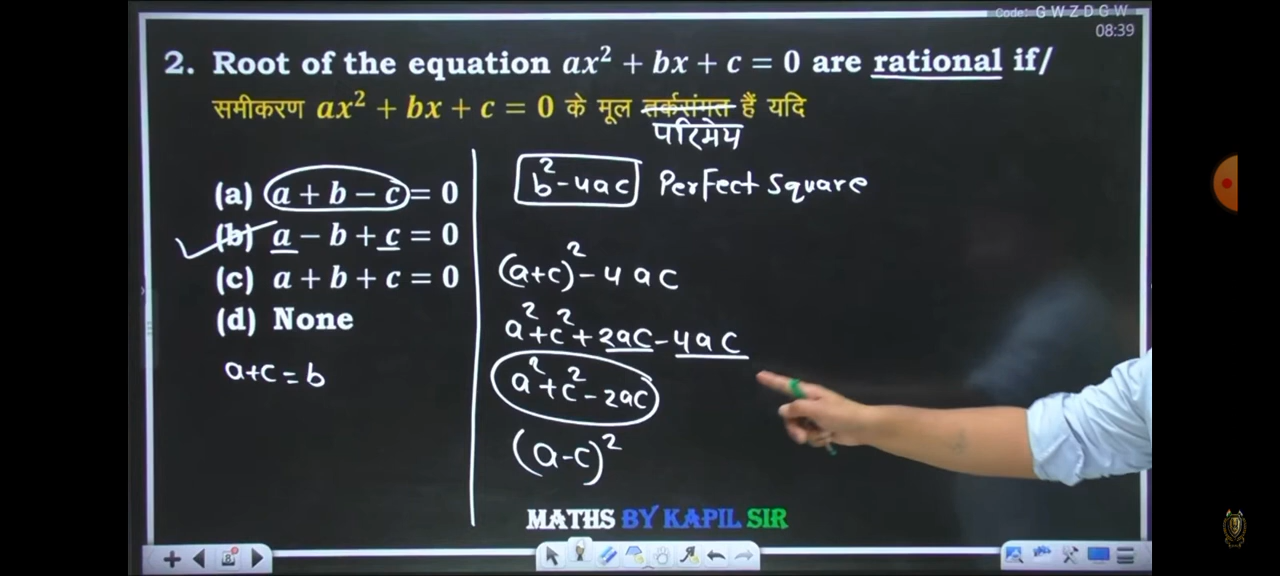 Code: G W Z D G W
08:39
2. Root of the equation ax² + bx + c = 0 are rational if/
समीकरण ax² + bx + c = 0 के मूल तर्कसंगत हैं यदि
परिमेय
(a) a + b − c = 0
(b) a − b + c = 0
(c) a + b + c = 0
(d) None
a+c = b
b²-4ac Perfect Square
(a+c)² - 4ac
a² + c² + 2ac - 4ac
a² + c² - 2ac
(a-c)²
MATHS BY KAPIL SIR